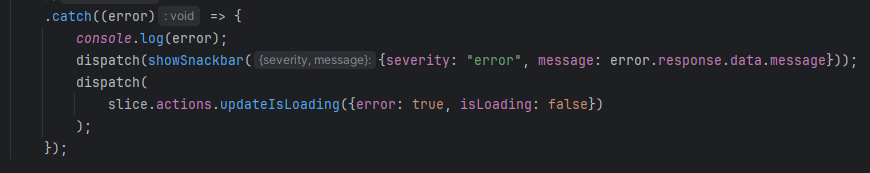 .catch((error) : void => {
console.log(error);
dispatch(showSnackbar( {severity, message}: {severity: "error", message: error.response.data.message}));
dispatch(
slice.actions.updateIsLoading({error: true, isLoading: false})
);
});